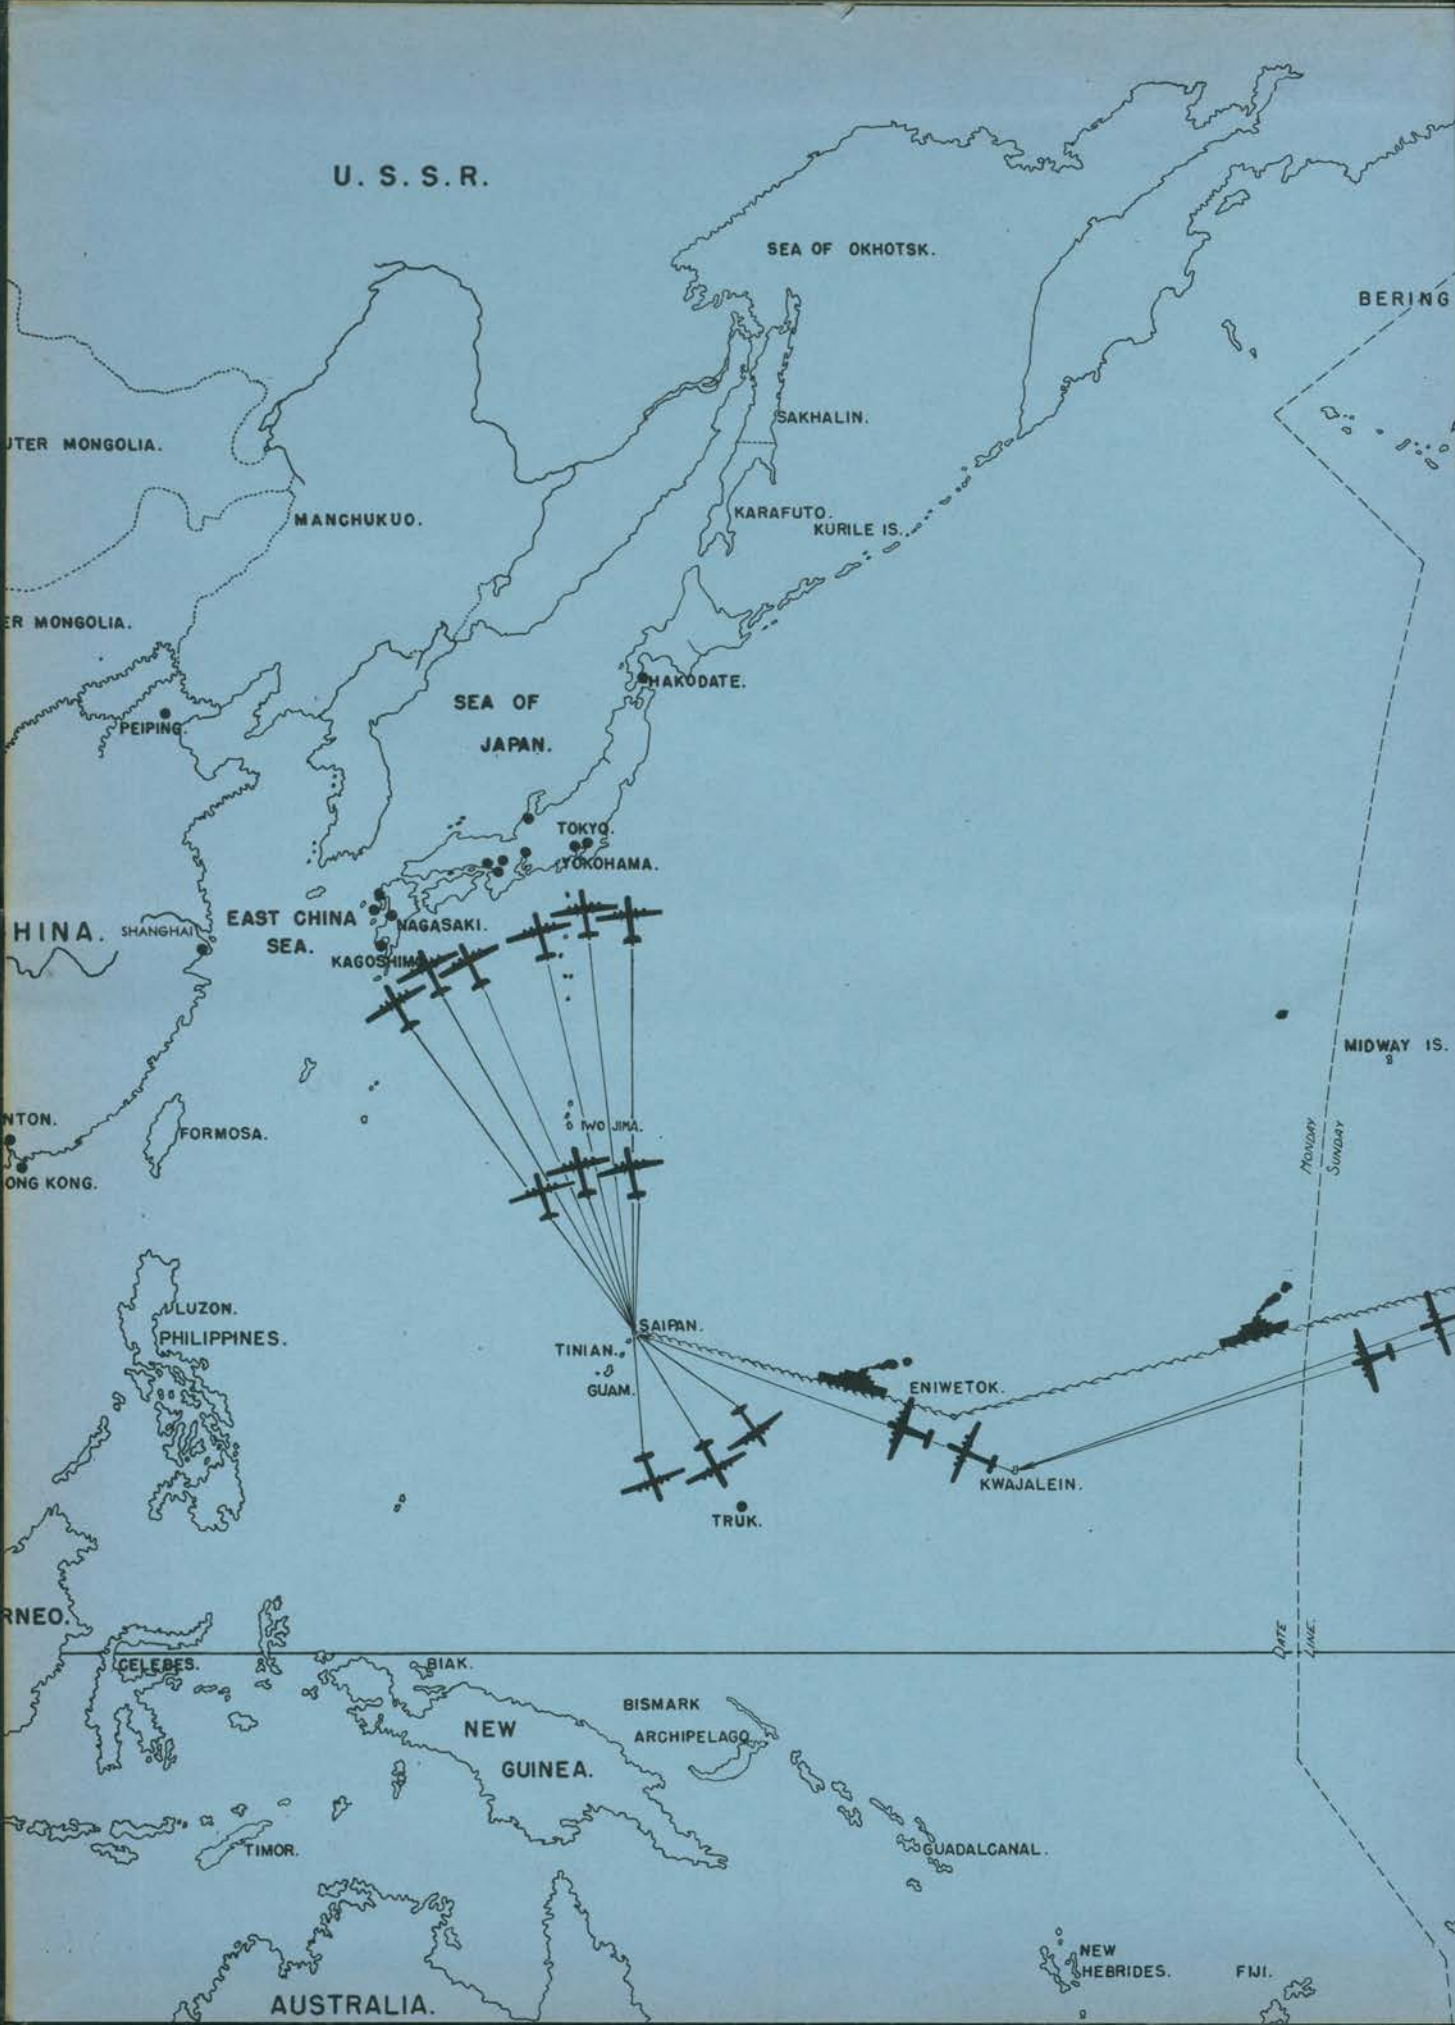 U. S. S. R.
SEA OF OKHOTSK.
BERING
SAKHALIN.
UTER MONGOLIA.
MANCHUKUO.
KARAFUTO.
KURILE IS.
ER MONGOLIA.
HAKODATE.
SEA OF
JAPAN.
PEIPING.
TOKYO.
YOKOHAMA.
HINA.
SHANGHAI
EAST CHINA
SEA.
NAGASAKI.
KAGOSHIMA
MIDWAY IS.
NTON.
FORMOSA.
IWO JIMA.
MONDAY
SUNDAY
ONG KONG.
LUZON.
PHILIPPINES.
SAIPAN.
TINIAN.
GUAM.
ENIWETOK.
KWAJALEIN.
TRUK.
RNEO.
DATE
LINE.
CELEBES.
BIAK.
BISMARK
ARCHIPELAGO
NEW
GUINEA.
TIMOR.
GUADALCANAL.
NEW
HEBRIDES.
FIJI.
AUSTRALIA.